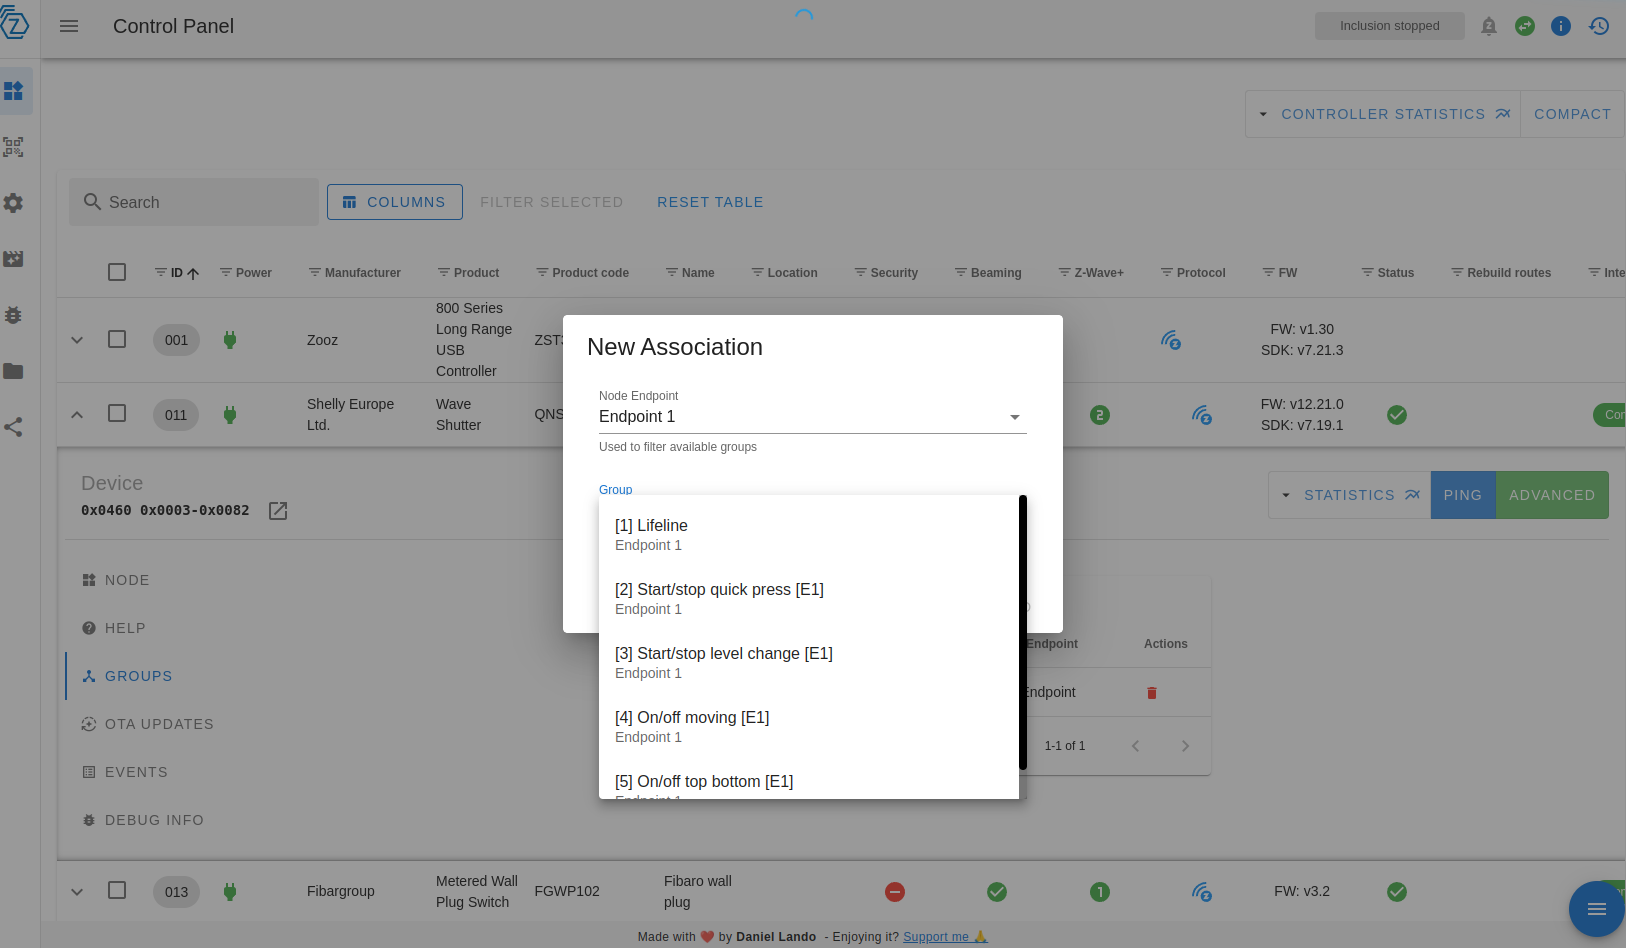 Control Panel
Inclusion stopped
CONTROLLER STATISTICS
COMPACT
Search
COLUMNS
FILTER SELECTED
RESET TABLE
ID
Power
Manufacturer
Product
Product code
Name
Location
Security
Beaming
Z-Wave+
Protocol
FW
Status
Rebuild routes
001
Zooz
800 Series
Long Range
USB
Controller
FW: v1.30
SDK: v7.21.3
011
Shelly Europe
Ltd.
Wave
Shutter
2
FW: v12.21.0
SDK: v7.19.1
New Association
Node Endpoint
Endpoint 1
Used to filter available groups
Group
[1] Lifeline
Endpoint 1
[2] Start/stop quick press [E1]
Endpoint 1
[3] Start/stop level change [E1]
Endpoint 1
[4] On/off moving [E1]
Endpoint 1
[5] On/off top bottom [E1]
Endpoint 1
Device
0x0460 0x0003-0x0082
STATISTICS
PING
ADVANCED
NODE
HELP
GROUPS
OTA UPDATES
EVENTS
DEBUG INFO
Endpoint
Actions
Endpoint
1-1 of 1
013
Fibargroup
Metered Wall
Plug Switch
FGWP102
Fibaro wall
plug
1
FW: v3.2
Made with ❤️ by Daniel Lando - Enjoying it? Support me 🙏